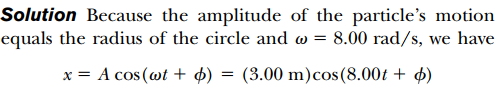 Solution Because the amplitude of the particle's motion
equals the radius of the circle and ω = 8.00 rad/s, we have
x = A cos(ωt + ϕ) = (3.00 m)cos(8.00t + ϕ)